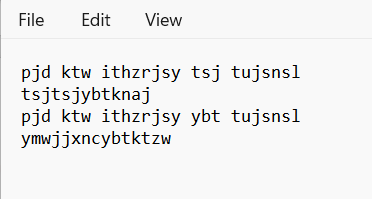 File Edit View
pjd ktw ithzrjsy tsj tujsnsl
tsjtsjybtknaj
pjd ktw ithzrjsy ybt tujsnsl
ymwjjxncybtktzw